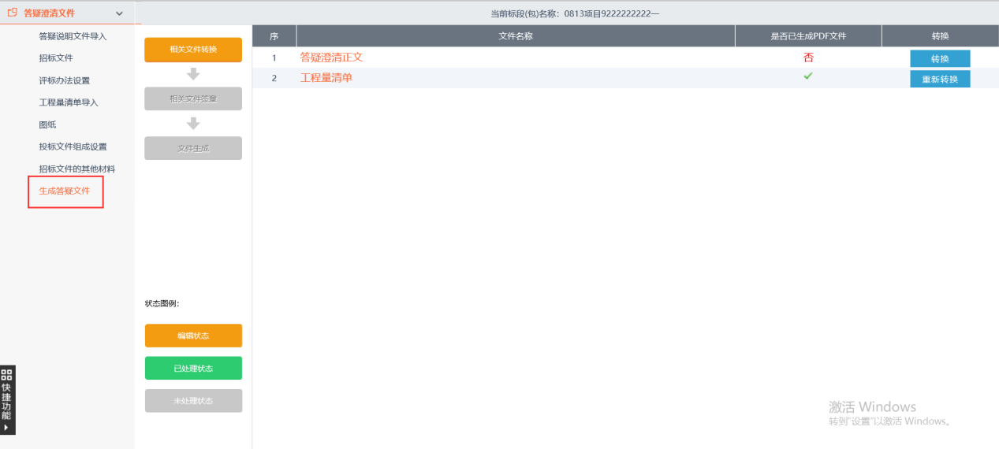 答疑澄清文件
当前标段(包)名称：0813项目9222222222—
答疑说明文件导入
招标文件
评标办法设置
工程量清单导入
图纸
投标文件组成设置
招标文件的其他材料
生成答疑文件
相关文件转换
相关文件签章
文件生成
状态图例：
编辑状态
已处理状态
未处理状态
序 文件名称 是否已生成PDF文件 转换
1 答疑澄清正文 否 转换
2 工程量清单 重新转换
快捷功能
激活 Windows
转到"设置"以激活 Windows。